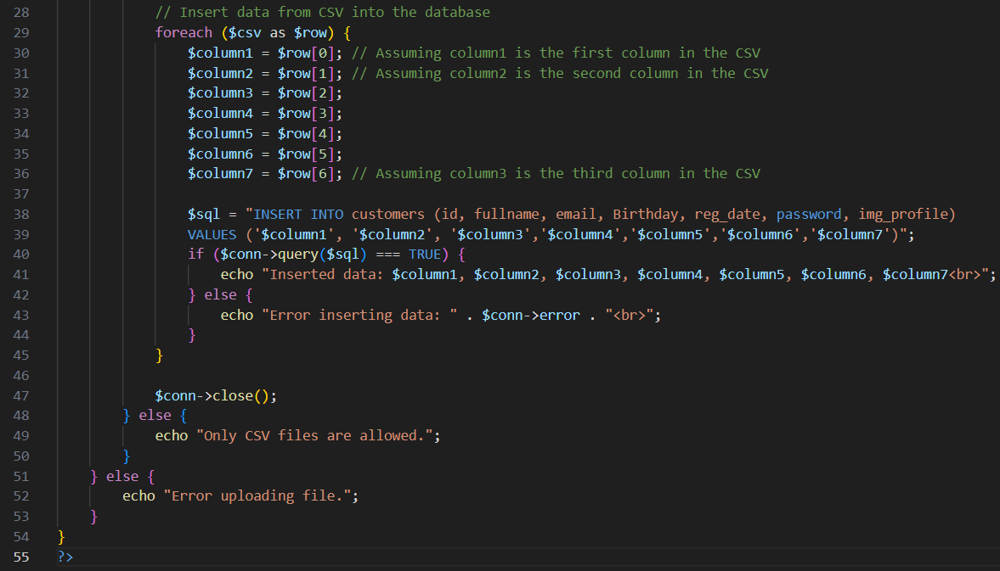 28 // Insert data from CSV into the database
29 foreach ($csv as $row) {
30 $column1 = $row[0]; // Assuming column1 is the first column in the CSV
31 $column2 = $row[1]; // Assuming column2 is the second column in the CSV
32 $column3 = $row[2];
33 $column4 = $row[3];
34 $column5 = $row[4];
35 $column6 = $row[5];
36 $column7 = $row[6]; // Assuming column3 is the third column in the CSV
37
38 $sql = "INSERT INTO customers (id, fullname, email, Birthday, reg_date, password, img_profile)
39 VALUES ('$column1', '$column2', '$column3','$column4','$column5','$column6','$column7')";
40 if ($conn->query($sql) === TRUE) {
41 echo "Inserted data: $column1, $column2, $column3, $column4, $column5, $column6, $column7<br>";
42 } else {
43 echo "Error inserting data: " . $conn->error . "<br>";
44 }
45 }
46
47 $conn->close();
48 } else {
49 echo "Only CSV files are allowed.";
50 }
51 } else {
52 echo "Error uploading file.";
53 }
54 }
55 ?>